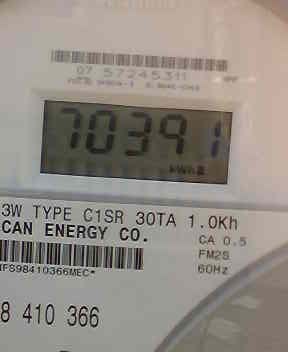 07 57245311
70391
kWh
3W TYPE C1SR 30TA 1.0Kh
CAN ENERGY CO.
CA 0.5
FM2S
60Hz
IFS98410366MEC*
8 410 366